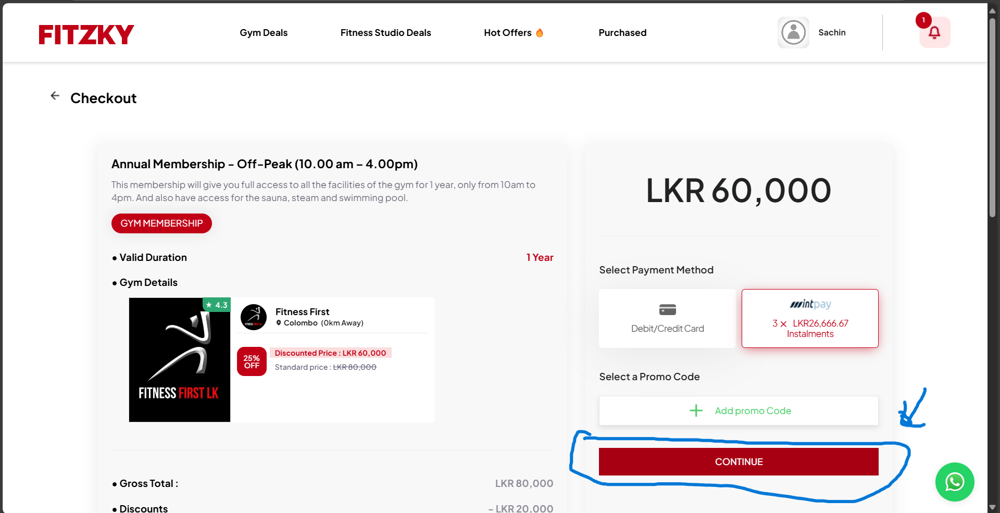 FITZKY
Gym Deals
Fitness Studio Deals
Hot Offers
Purchased
Sachin
1
Checkout
Annual Membership - Off-Peak (10.00 am – 4.00pm)
This membership will give you full access to all the facilities of the gym for 1 year, only from 10am to
4pm. And also have access for the sauna, steam and swimming pool.
GYM MEMBERSHIP
• Valid Duration
1 Year
• Gym Details
★ 4.3
FITNESS FIRST LK
FITNESS FIRST LK
Fitness First
Colombo (0km Away)
25%
OFF
Discounted Price : LKR 60,000
Standard price : LKR 80,000
• Gross Total :
LKR 80,000
• Discounts
- LKR 20,000
LKR 60,000
Select Payment Method
Debit/Credit Card
mintpay
3 × LKR26,666.67
Instalments
Select a Promo Code
+ Add promo Code
CONTINUE